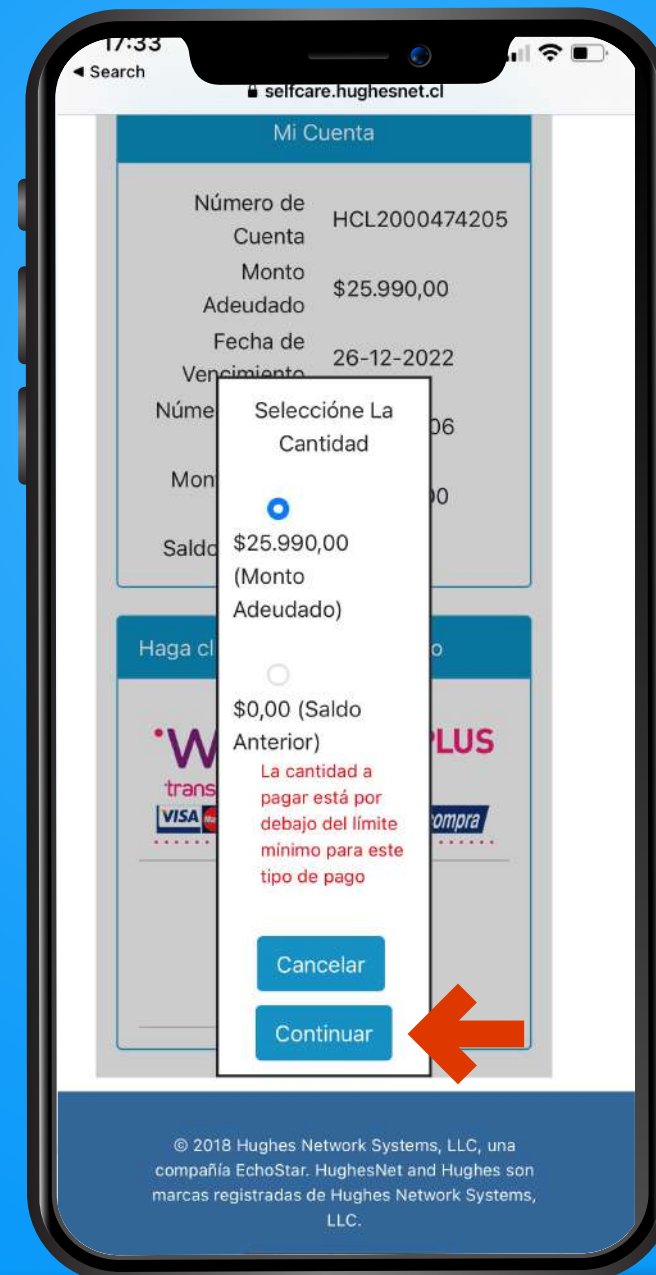 17:33
Search
selfcare.hughesnet.cl
Mi Cuenta
Número de
Cuenta
HCL2000474205
Monto
Adeudado
$25.990,00
Fecha de
Vencimiento
26-12-2022
Seleccióne La
Cantidad
$25.990,00
(Monto
Adeudado)
$0,00 (Saldo
Anterior)
La cantidad a
pagar está por
debajo del límite
mínimo para este
tipo de pago
Saldo
Haga
VISA
Cancelar
Continuar
© 2018 Hughes Network Systems, LLC, una
compañía EchoStar. HughesNet and Hughes son
marcas registradas de Hughes Network Systems,
LLC.